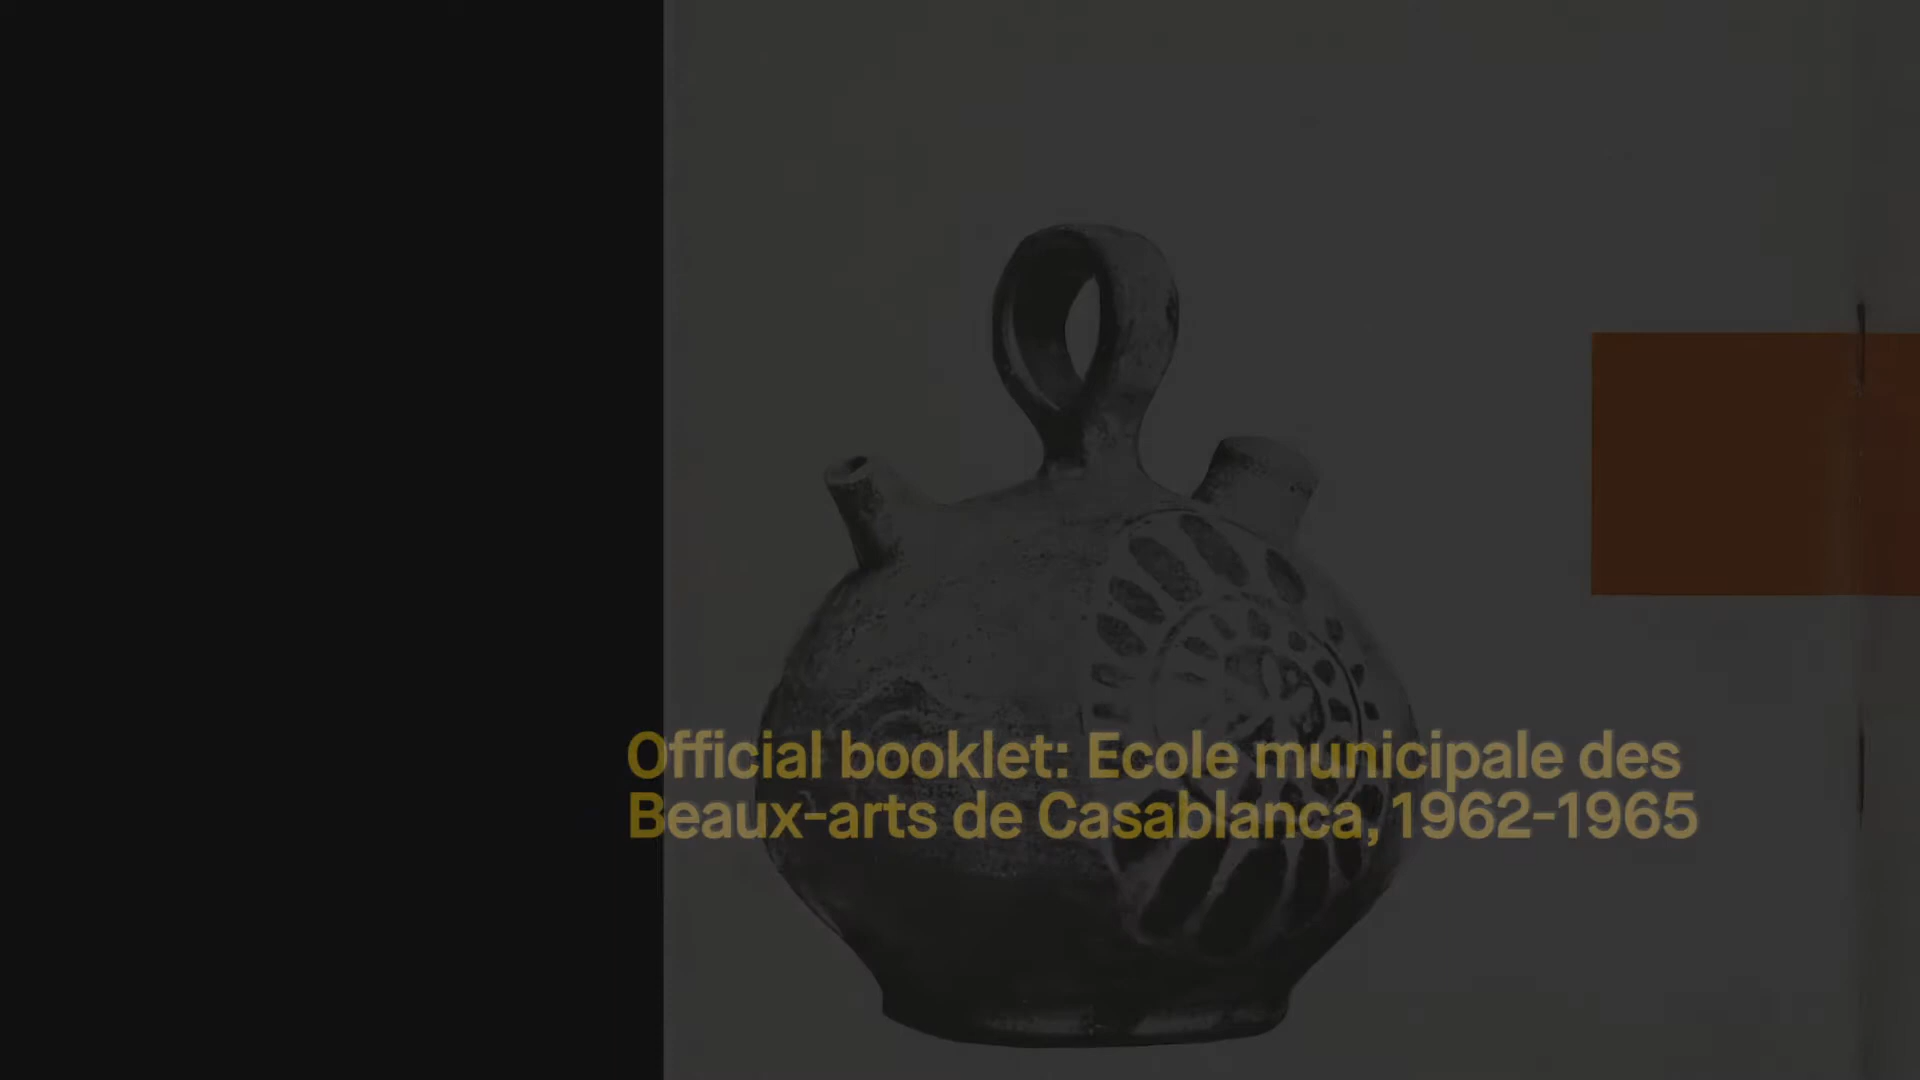 Official booklet: Ecole municipale des
Beaux-arts de Casablanca, 1962-1965